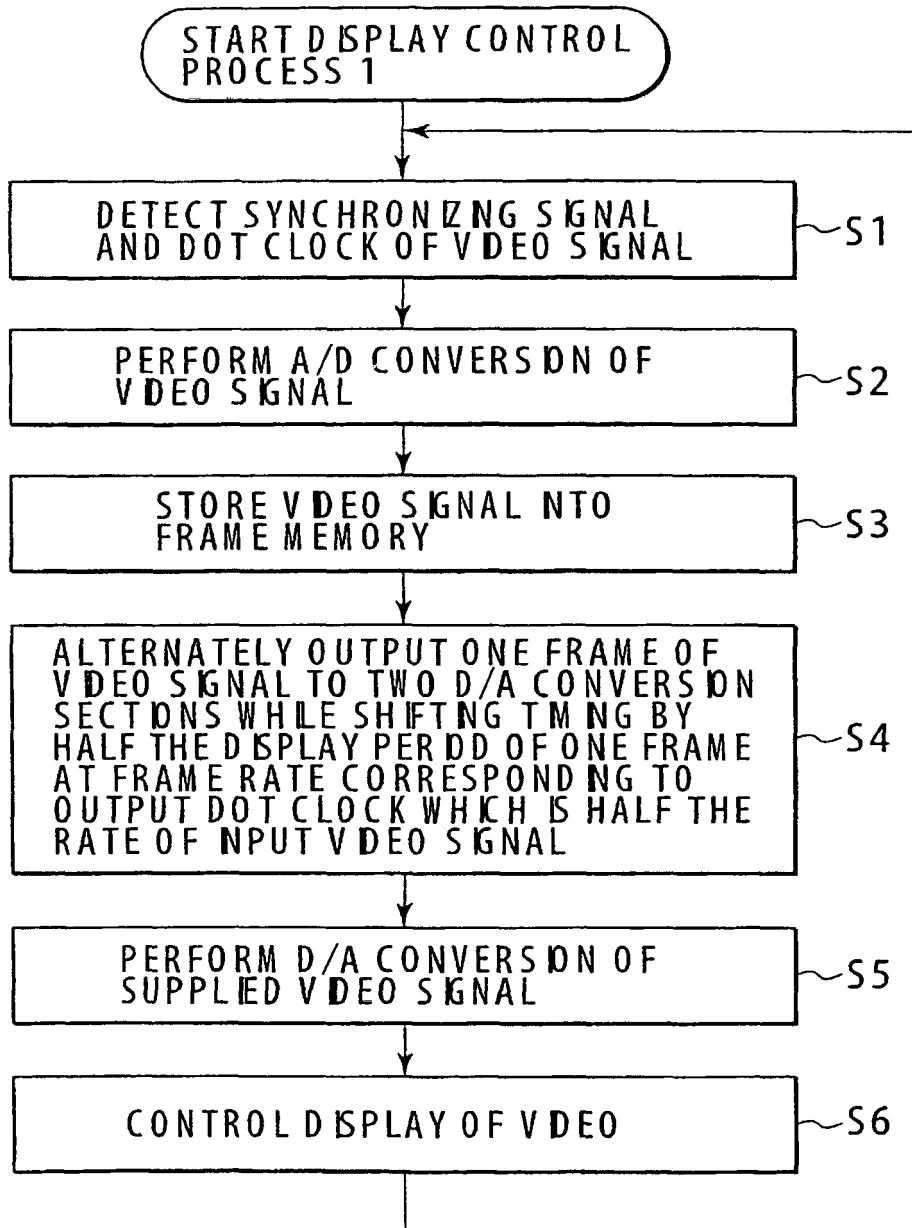 START DISPLAY CONTROL
PROCESS 1
DETECT SYNCHRONIZING SIGNAL
AND DOT CLOCK OF VIDEO SIGNAL
S1
PERFORM A/D CONVERSION OF
VIDEO SIGNAL
S2
STORE VIDEO SIGNAL INTO
FRAME MEMORY
S3
ALTERNATELY OUTPUT ONE FRAME OF
VIDEO SIGNAL TO TWO D/A CONVERSION
SECTIONS WHILE SHIFTING TIMING BY
HALF THE DISPLAY PERIOD OF ONE FRAME
AT FRAME RATE CORRESPONDING TO
OUTPUT DOT CLOCK WHICH IS HALF THE
RATE OF INPUT VIDEO SIGNAL
S4
PERFORM D/A CONVERSION OF
SUPPLIED VIDEO SIGNAL
S5
CONTROL DISPLAY OF VIDEO
S6